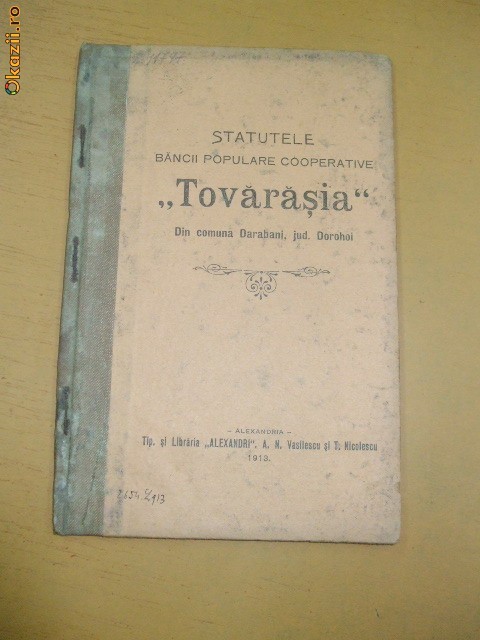 Okazii.ro
STATUTELE
BĂNCII POPULARE COOPERATIVE
„Tovărăşia“
Din comuna Darabani, jud. Dorohoi
– ALEXANDRIA –
Tip. şi Librăria „ALEXANDRI“, A. N. Vasilescu şi T. Nicolescu
1913.